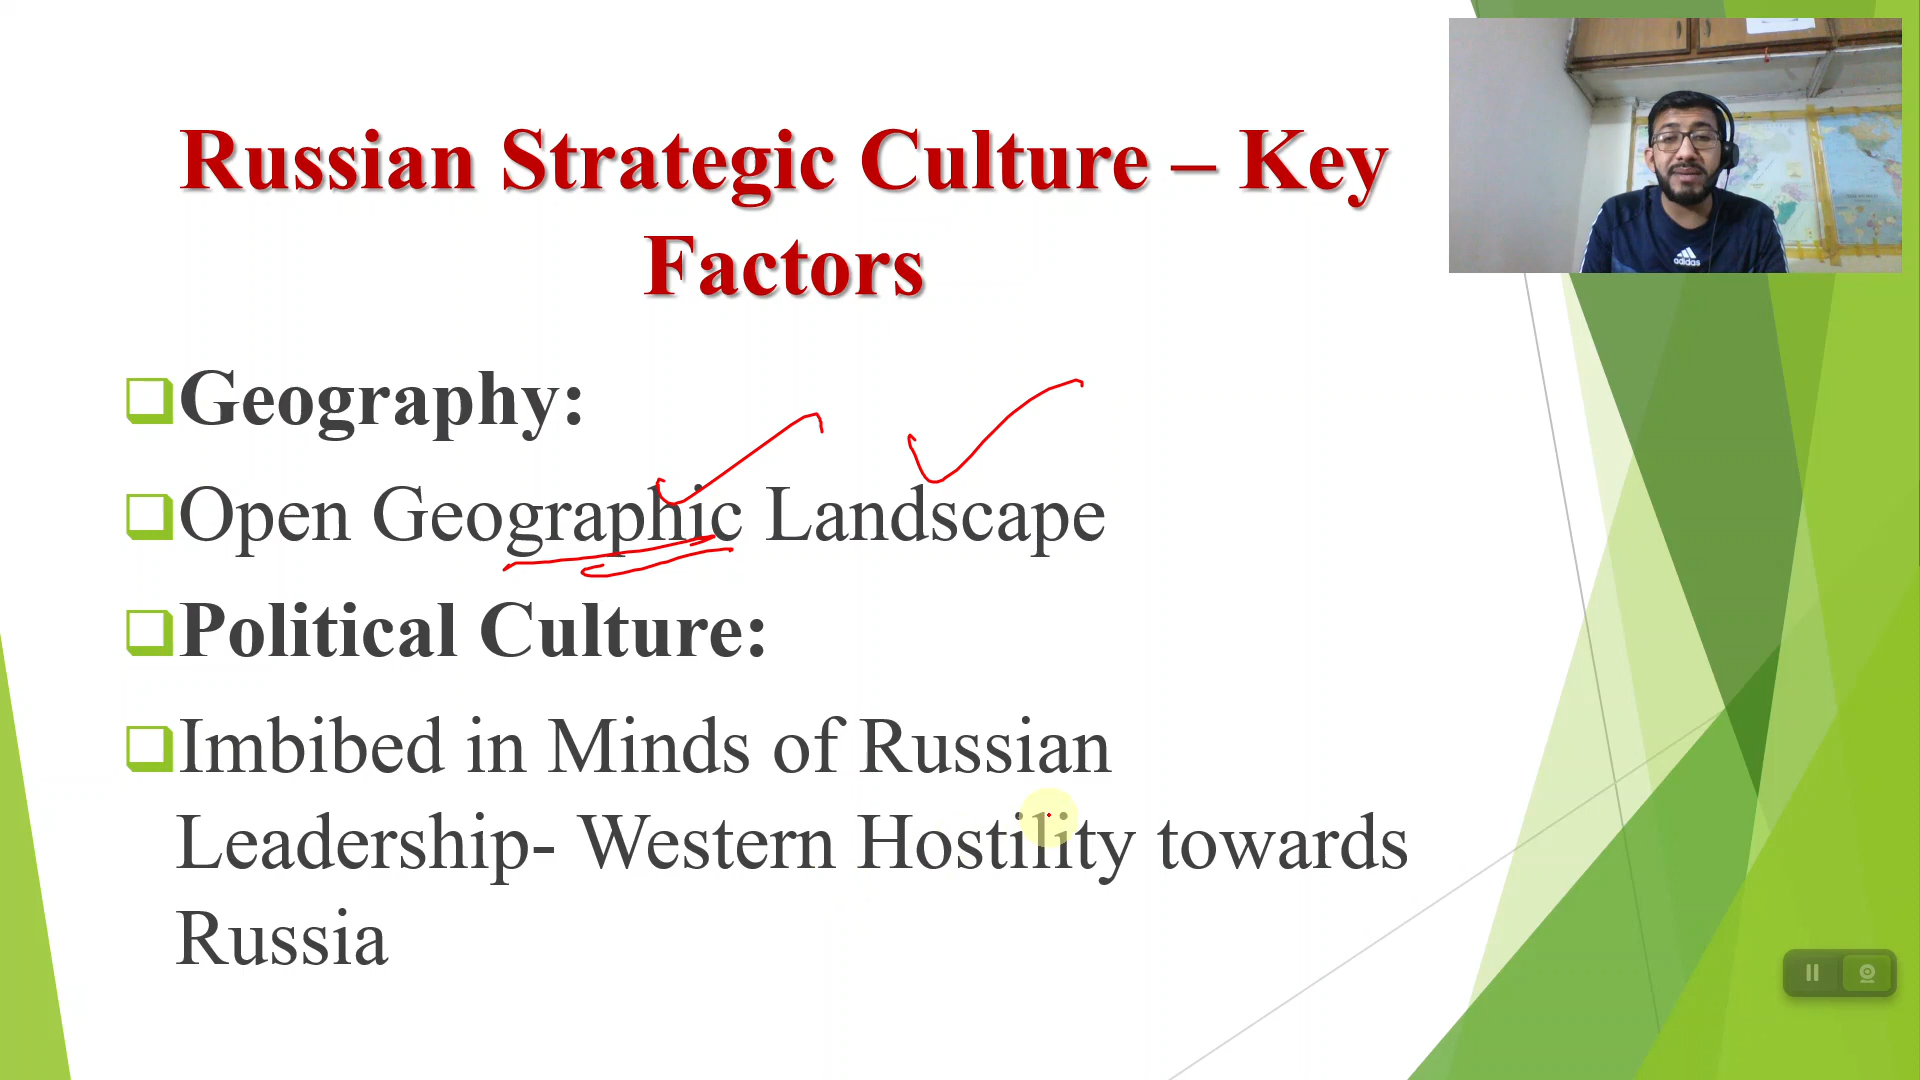 Russian Strategic Culture – Key
Factors
Geography:
Open Geographic Landscape
Political Culture:
Imbibed in Minds of Russian
Leadership- Western Hostility towards
Russia
adidas